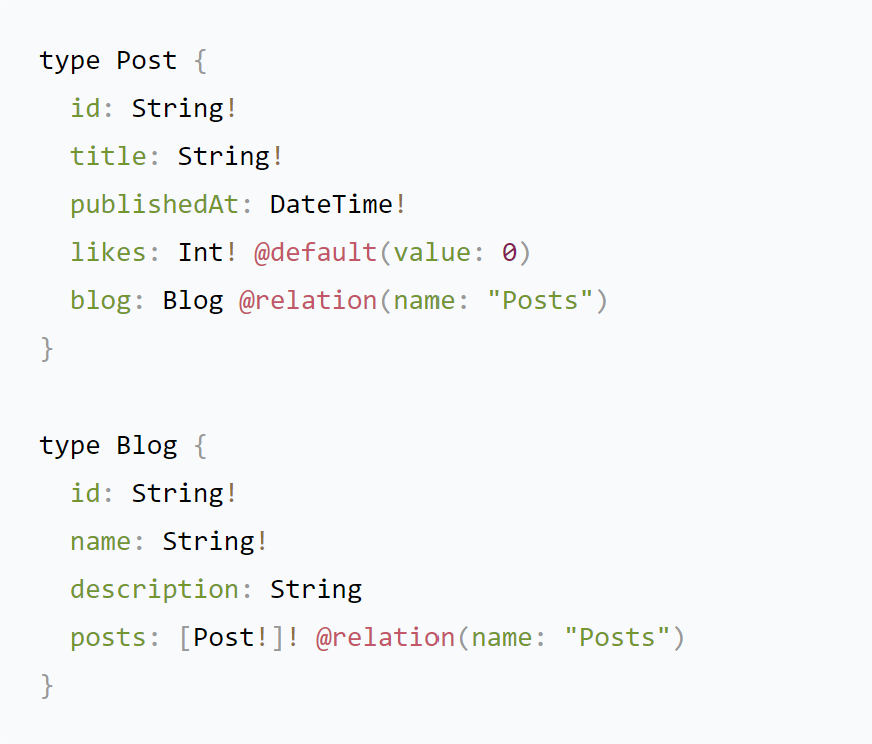 type Post {
  id: String!
  title: String!
  publishedAt: DateTime!
  likes: Int! @default(value: 0)
  blog: Blog @relation(name: "Posts")
}
type Blog {
  id: String!
  name: String!
  description: String
  posts: [Post!]! @relation(name: "Posts")
}